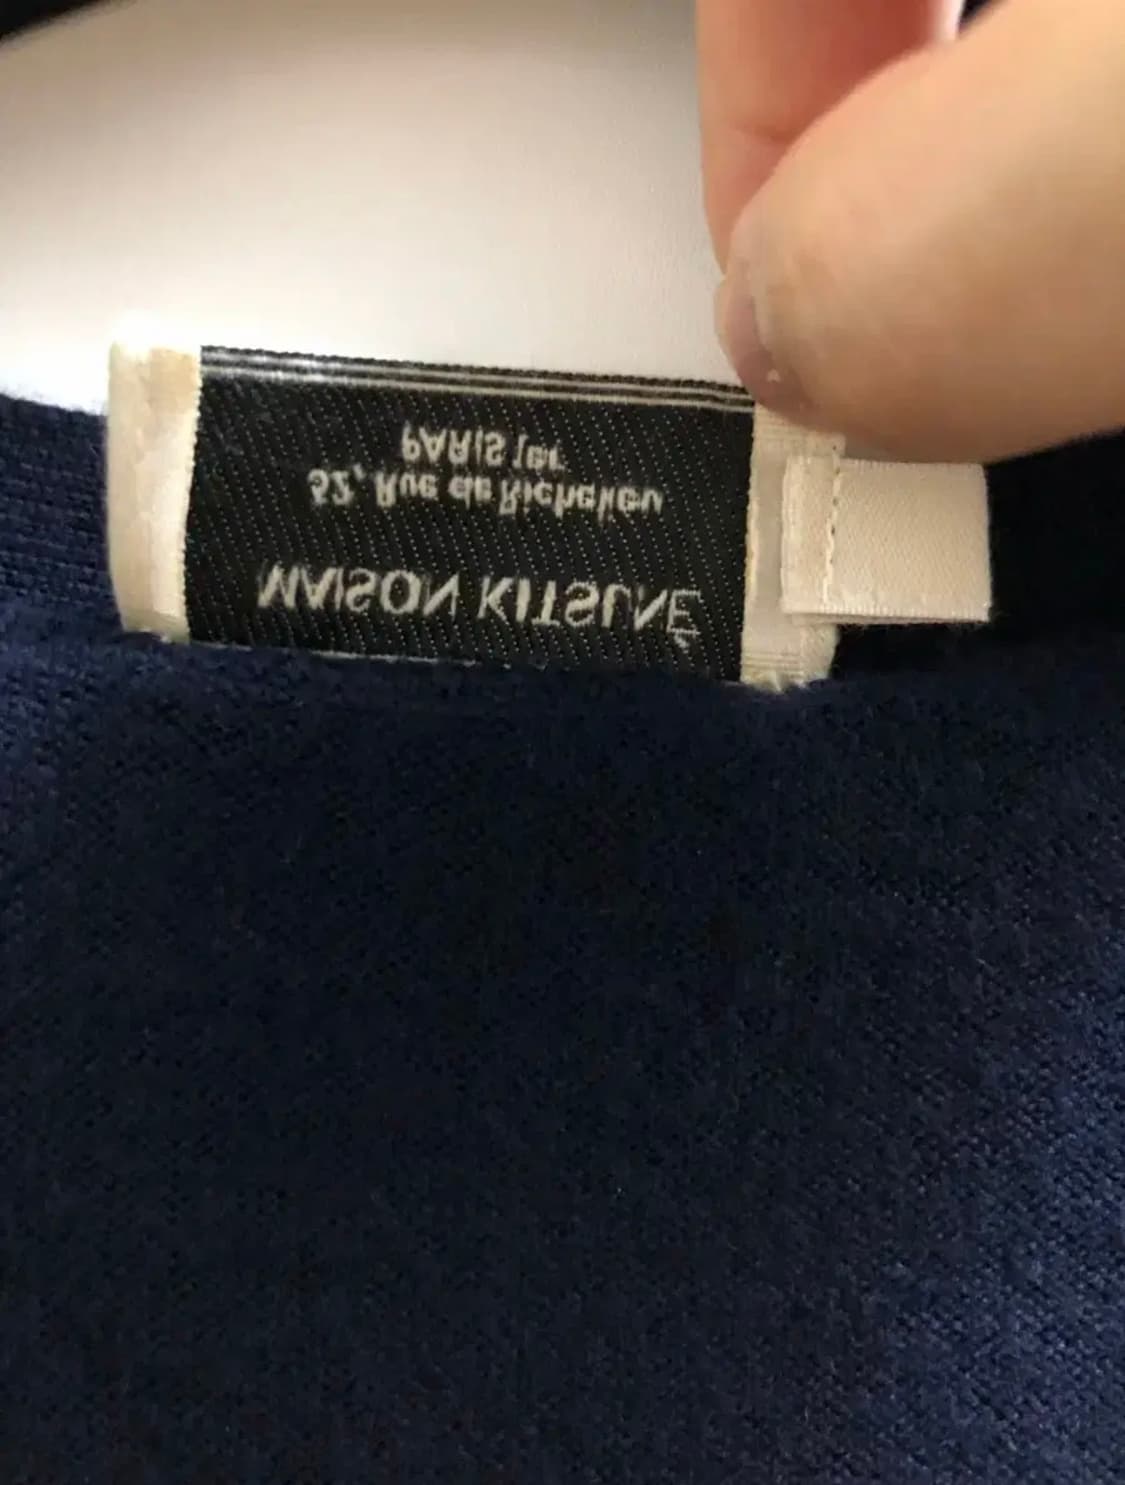 MAISON KITSUNÉ
52, Rue de Richelieu
PARIS 1er